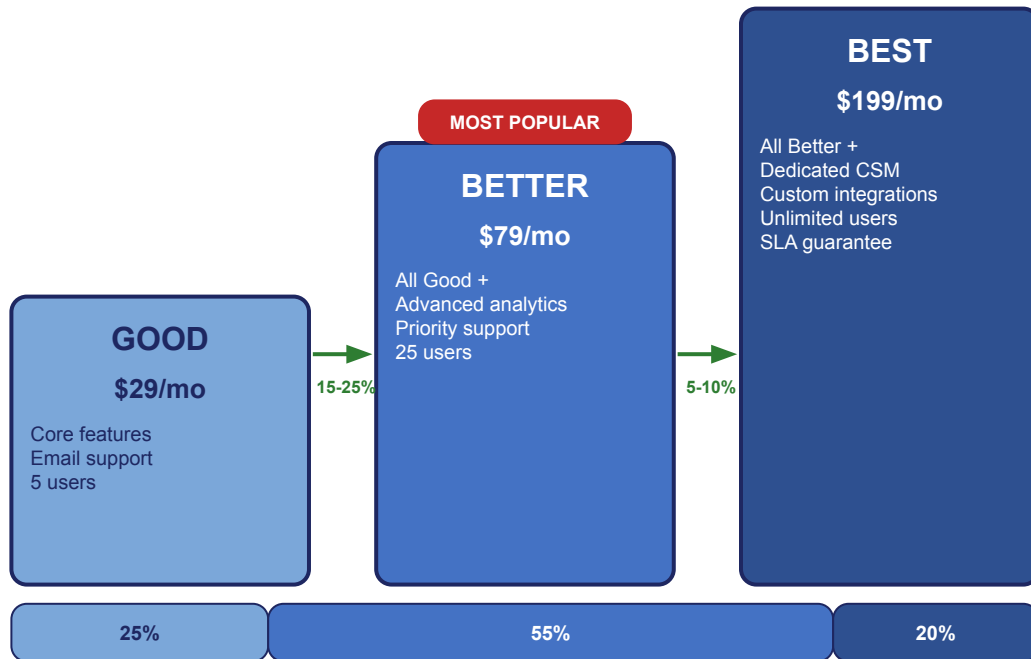 GOOD
$29/mo
Core features
Email support
5 users
15-25%
MOST POPULAR
BETTER
$79/mo
All Good +
Advanced analytics
Priority support
25 users
5-10%
BEST
$199/mo
All Better +
Dedicated CSM
Custom integrations
Unlimited users
SLA guarantee
25%
55%
20%